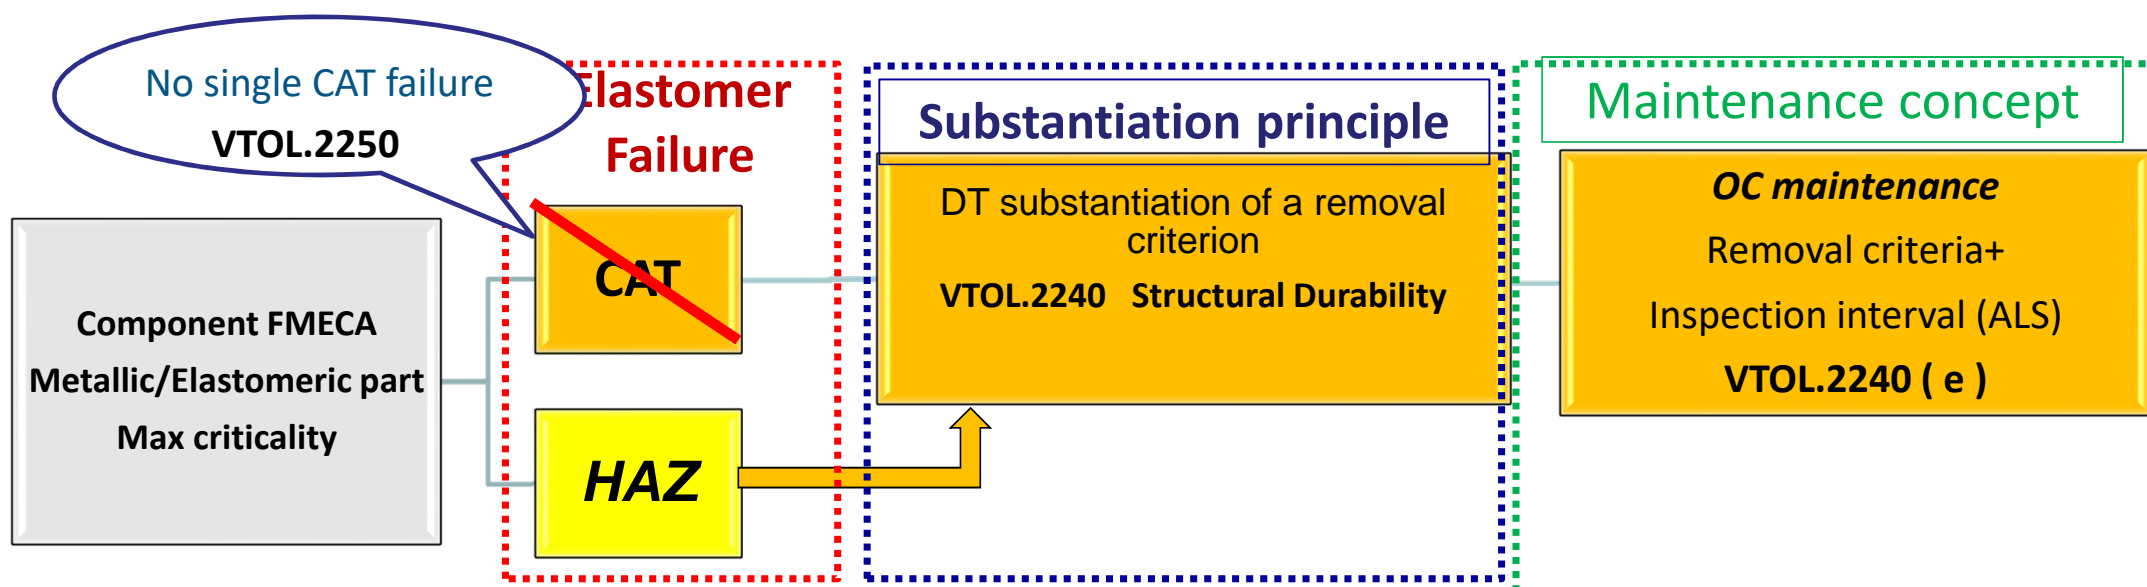 No single CAT failure
VTOL.2250
Elastomer
Failure
Substantiation principle
Maintenance concept
Component FMECA
Metallic/Elastomeric part
Max criticality
CAT
HAZ
DT substantiation of a removal
criterion
VTOL.2240 Structural Durability
OC maintenance
Removal criteria+
Inspection interval (ALS)
VTOL.2240 ( e )